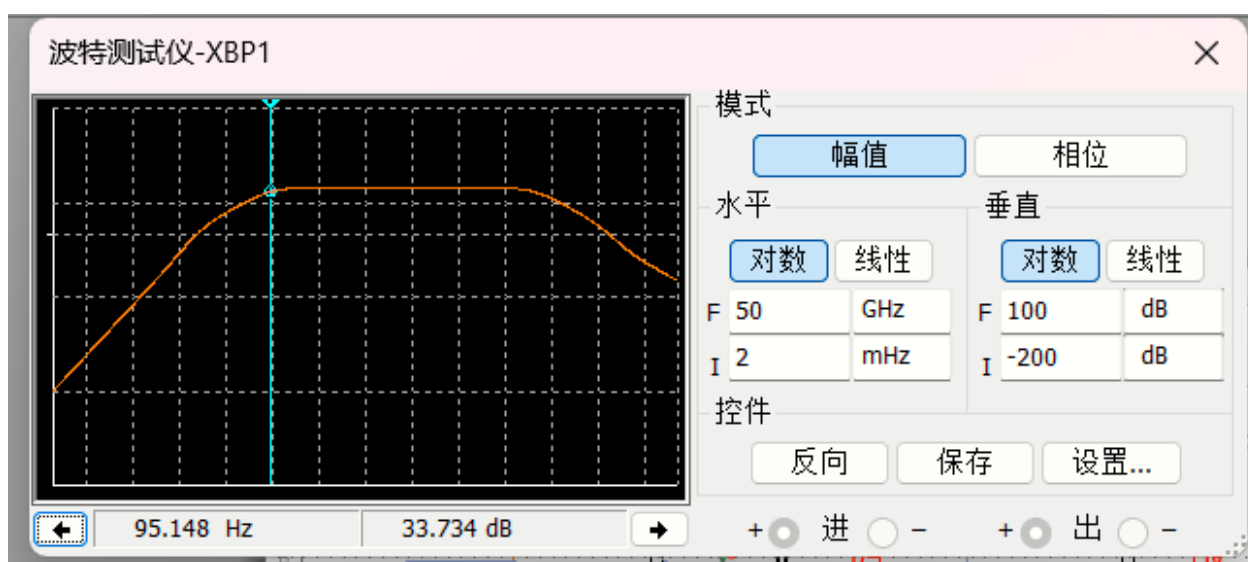 波特测试仪-XBP1
模式
幅值 相位
水平 垂直
对数 线性 对数 线性
F 50 GHz F 100 dB
I 2 mHz I -200 dB
控件
反向 保存 设置...
95.148 Hz 33.734 dB + 进 - + 出 -